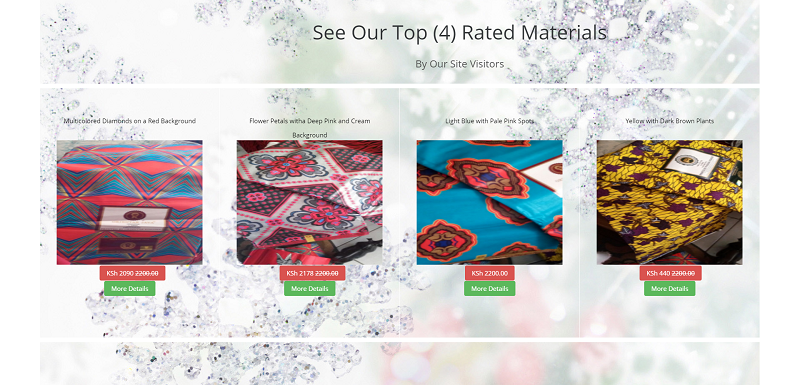 See Our Top (4) Rated Materials
By Our Site Visitors
Multicolored Diamonds on a Red Background
Flower Petals witha Deep Pink and Cream
Background
Light Blue with Pale Pink Spots
Yellow with Dark Brown Plants
KSh 2090 2200.00
More Details
KSh 2178 2200.00
More Details
KSh 2200.00
More Details
KSh 440 2200.00
More Details